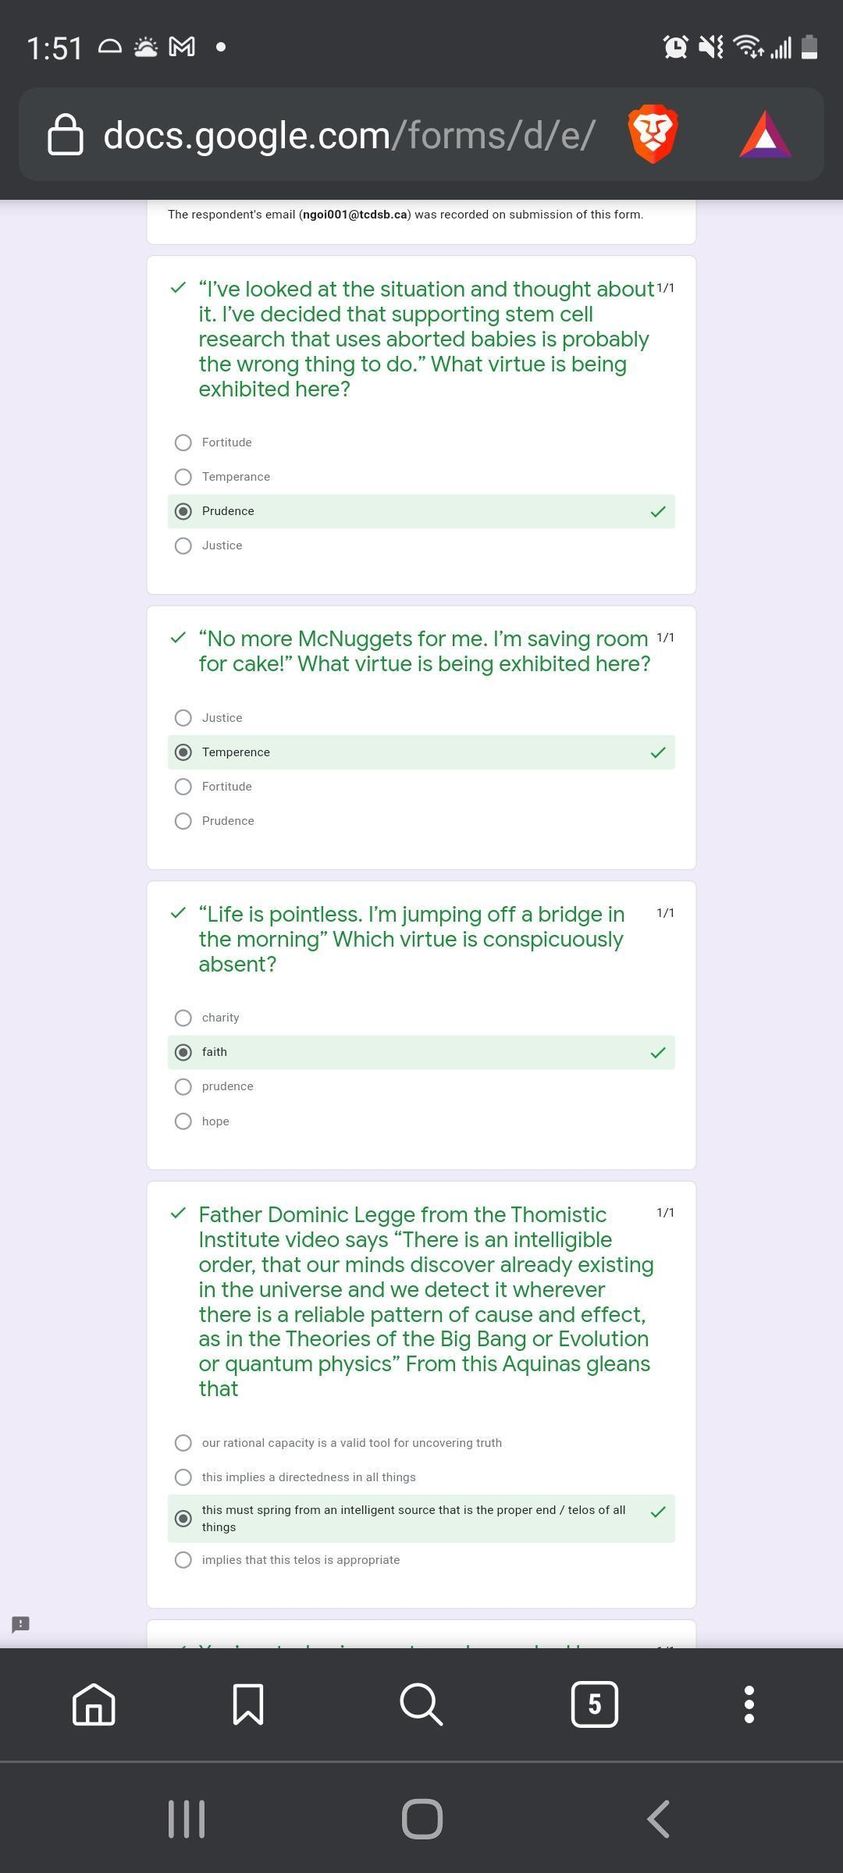 1:51
docs.google.com/forms/d/e/
The respondent's email (ngoi001@tcdsb.ca) was recorded on submission of this form.
“I’ve looked at the situation and thought about 1/1
it. I’ve decided that supporting stem cell
research that uses aborted babies is probably
the wrong thing to do.” What virtue is being
exhibited here?
Fortitude
Temperance
Prudence
Justice
“No more McNuggets for me. I’m saving room 1/1
for cake!” What virtue is being exhibited here?
Justice
Temperence
Fortitude
Prudence
“Life is pointless. I’m jumping off a bridge in 1/1
the morning” Which virtue is conspicuously
absent?
charity
faith
prudence
hope
Father Dominic Legge from the Thomistic 1/1
Institute video says “There is an intelligible
order, that our minds discover already existing
in the universe and we detect it wherever
there is a reliable pattern of cause and effect,
as in the Theories of the Big Bang or Evolution
or quantum physics” From this Aquinas gleans
that
our rational capacity is a valid tool for uncovering truth
this implies a directedness in all things
this must spring from an intelligent source that is the proper end / telos of all
things
implies that this telos is appropriate
5